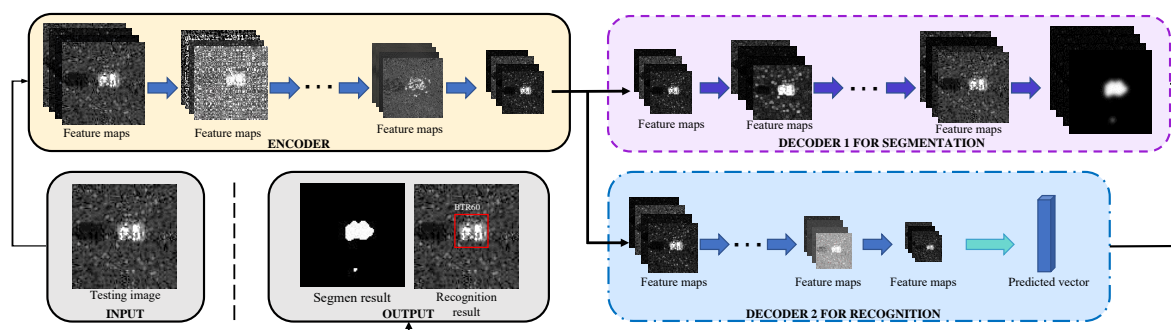 Feature maps
Feature maps
Feature maps
Feature maps
ENCODER
Feature maps
Feature maps
Feature maps
DECODER 1 FOR SEGMENTATION
Testing image
INPUT
BTR60
Segmen result
Recognition
result
OUTPUT
Feature maps
Feature maps
Feature maps
Predicted vector
DECODER 2 FOR RECOGNITION